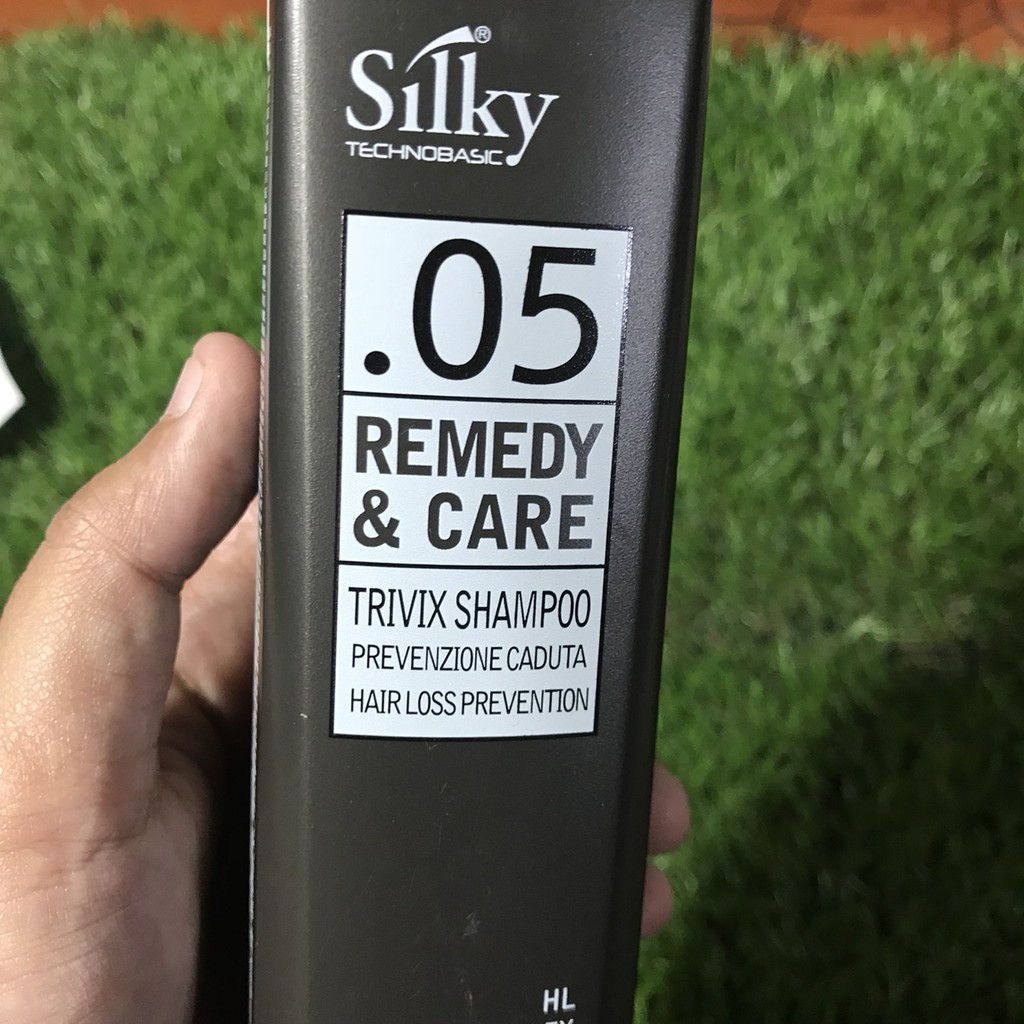 Silky®
TECHNOBASIC
.05
REMEDY
& CARE
TRIVIX SHAMPOO
PREVENZIONE CADUTA
HAIR LOSS PREVENTION
HL